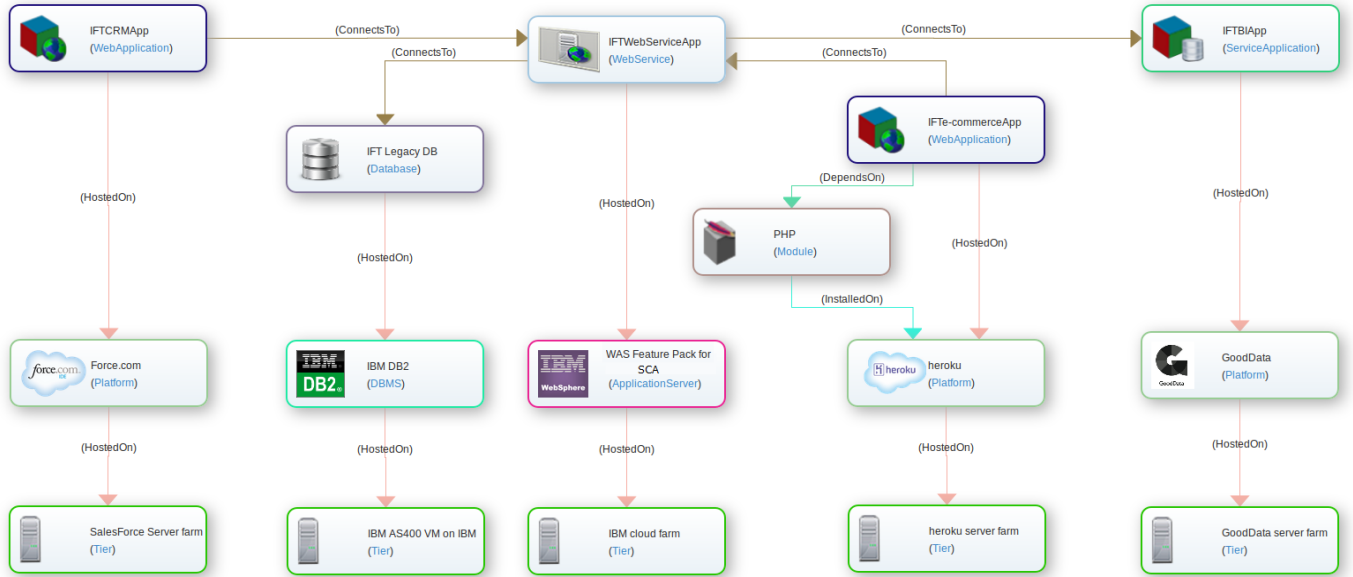 IFTCRMApp
(WebApplication)
(ConnectsTo)
(ConnectsTo)
IFTWebServiceApp
(WebService)
(ConnectsTo)
(ConnectsTo)
IFTBIApp
(ServiceApplication)
IFT Legacy DB
(Database)
IFTe-commerceApp
(WebApplication)
(HostedOn)
(HostedOn)
(HostedOn)
(DependsOn)
PHP
(Module)
(HostedOn)
(HostedOn)
(InstalledOn)
force.com
IDE
Force.com
(Platform)
IBM
DB2
IBM DB2
(DBMS)
IBM
WebSphere
WAS Feature Pack for
SCA
(ApplicationServer)
heroku
heroku
(Platform)
GoodData
GoodData
(Platform)
(HostedOn)
(HostedOn)
(HostedOn)
(HostedOn)
(HostedOn)
SalesForce Server farm
(Tier)
IBM AS400 VM on IBM
(Tier)
IBM cloud farm
(Tier)
heroku server farm
(Tier)
GoodData server farm
(Tier)